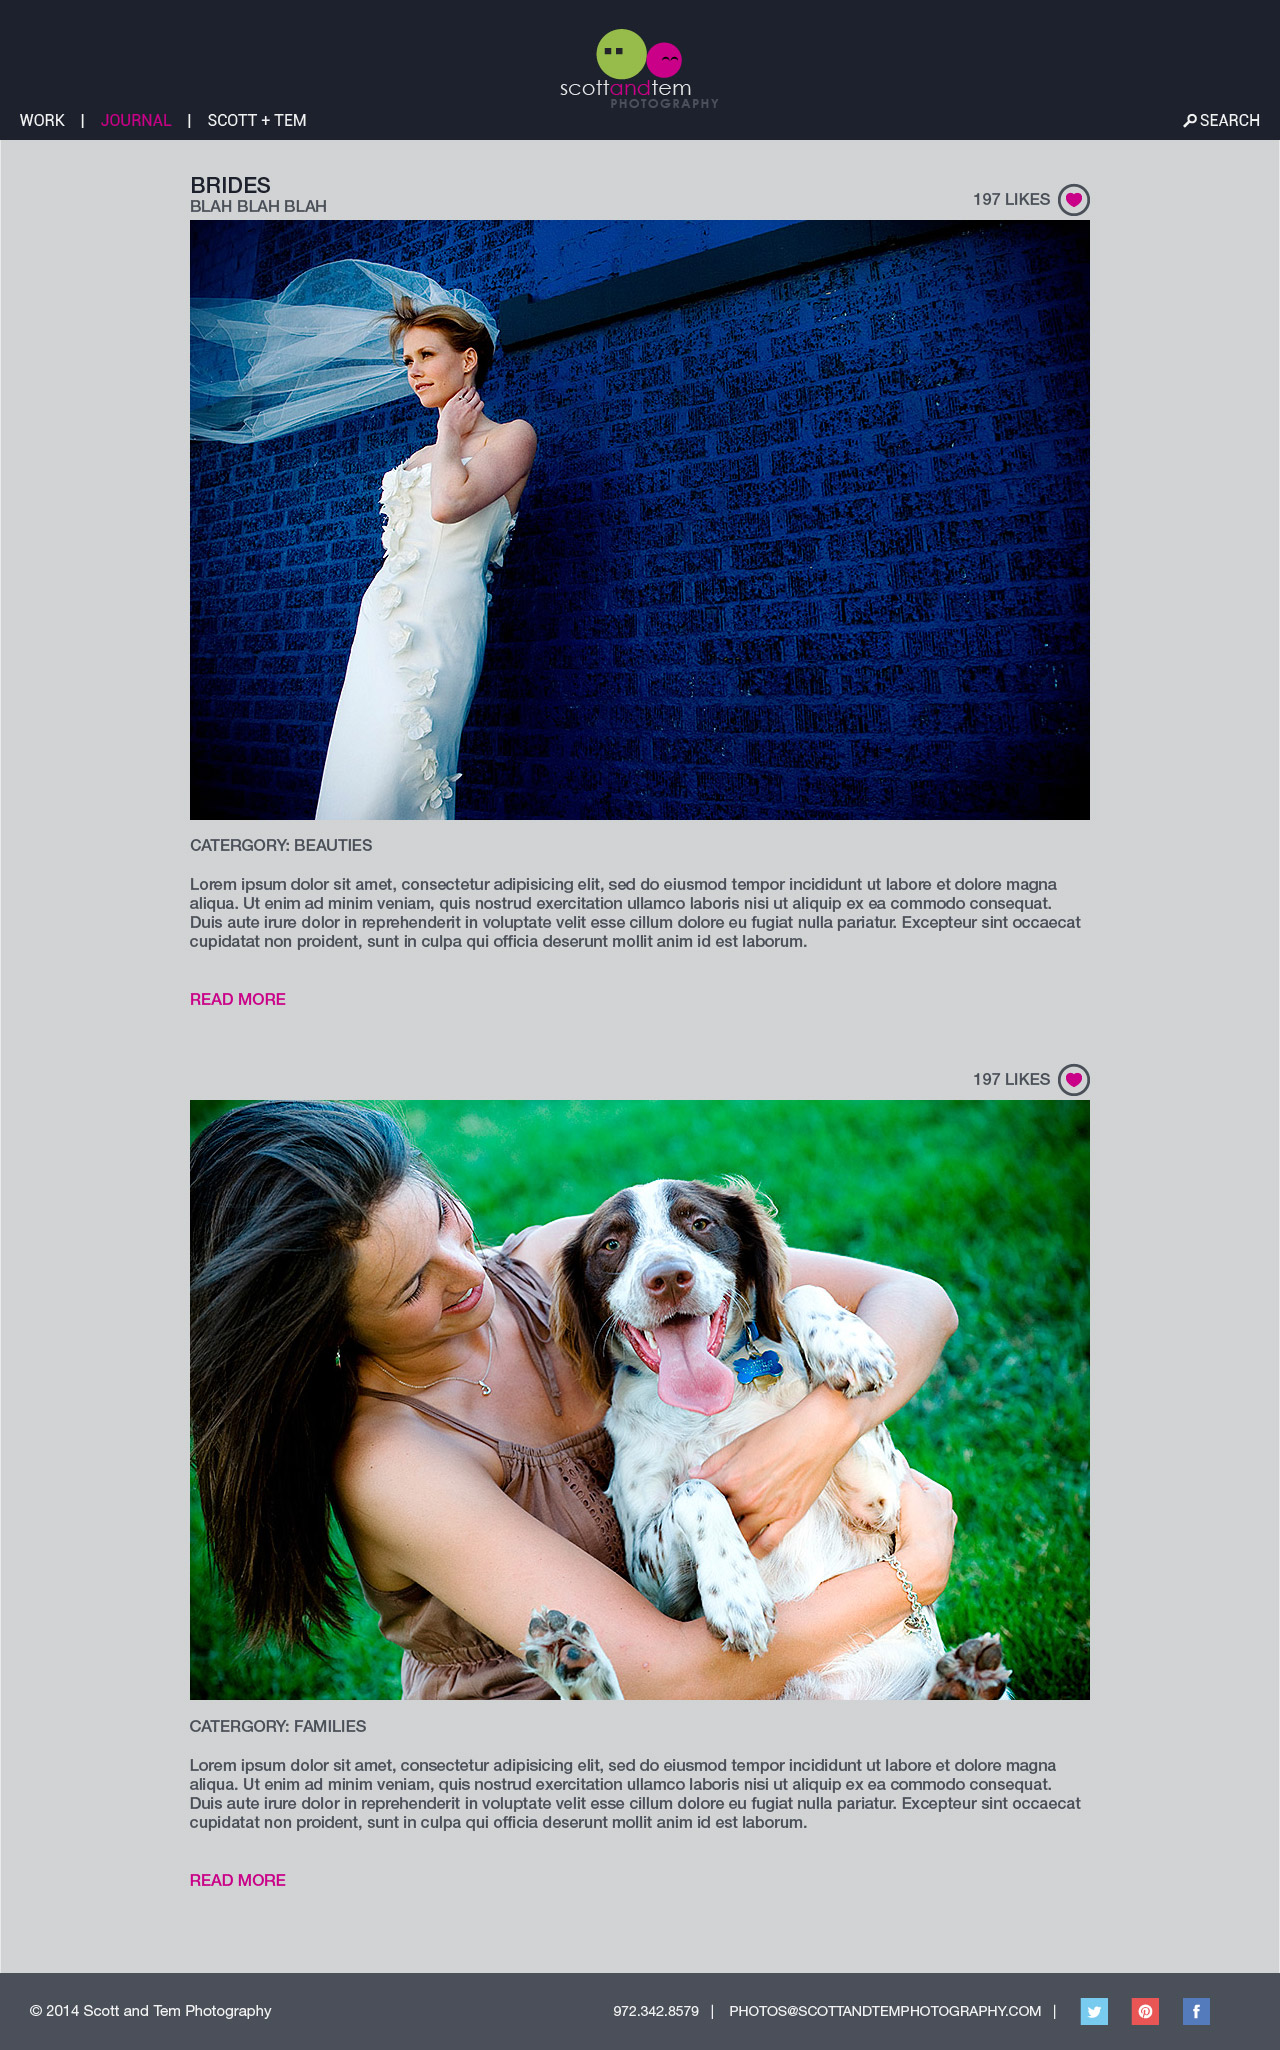 scottandtem
PHOTOGRAPHY
WORK | JOURNAL | SCOTT + TEM
SEARCH
BRIDES
BLAH BLAH BLAH
197 LIKES
CATERGORY: BEAUTIES
Lorem ipsum dolor sit amet, consectetur adipisicing elit, sed do eiusmod tempor incididunt ut labore et dolore magna
aliqua. Ut enim ad minim veniam, quis nostrud exercitation ullamco laboris nisi ut aliquip ex ea commodo consequat.
Duis aute irure dolor in reprehenderit in voluptate velit esse cillum dolore eu fugiat nulla pariatur. Excepteur sint occaecat
cupidatat non proident, sunt in culpa qui officia deserunt mollit anim id est laborum.
READ MORE
197 LIKES
CATERGORY: FAMILIES
Lorem ipsum dolor sit amet, consectetur adipisicing elit, sed do eiusmod tempor incididunt ut labore et dolore magna
aliqua. Ut enim ad minim veniam, quis nostrud exercitation ullamco laboris nisi ut aliquip ex ea commodo consequat.
Duis aute irure dolor in reprehenderit in voluptate velit esse cillum dolore eu fugiat nulla pariatur. Excepteur sint occaecat
cupidatat non proident, sunt in culpa qui officia deserunt mollit anim id est laborum.
READ MORE
© 2014 Scott and Tem Photography
972.342.8579 | PHOTOS@SCOTTANDTEMPHOTOGRAPHY.COM |